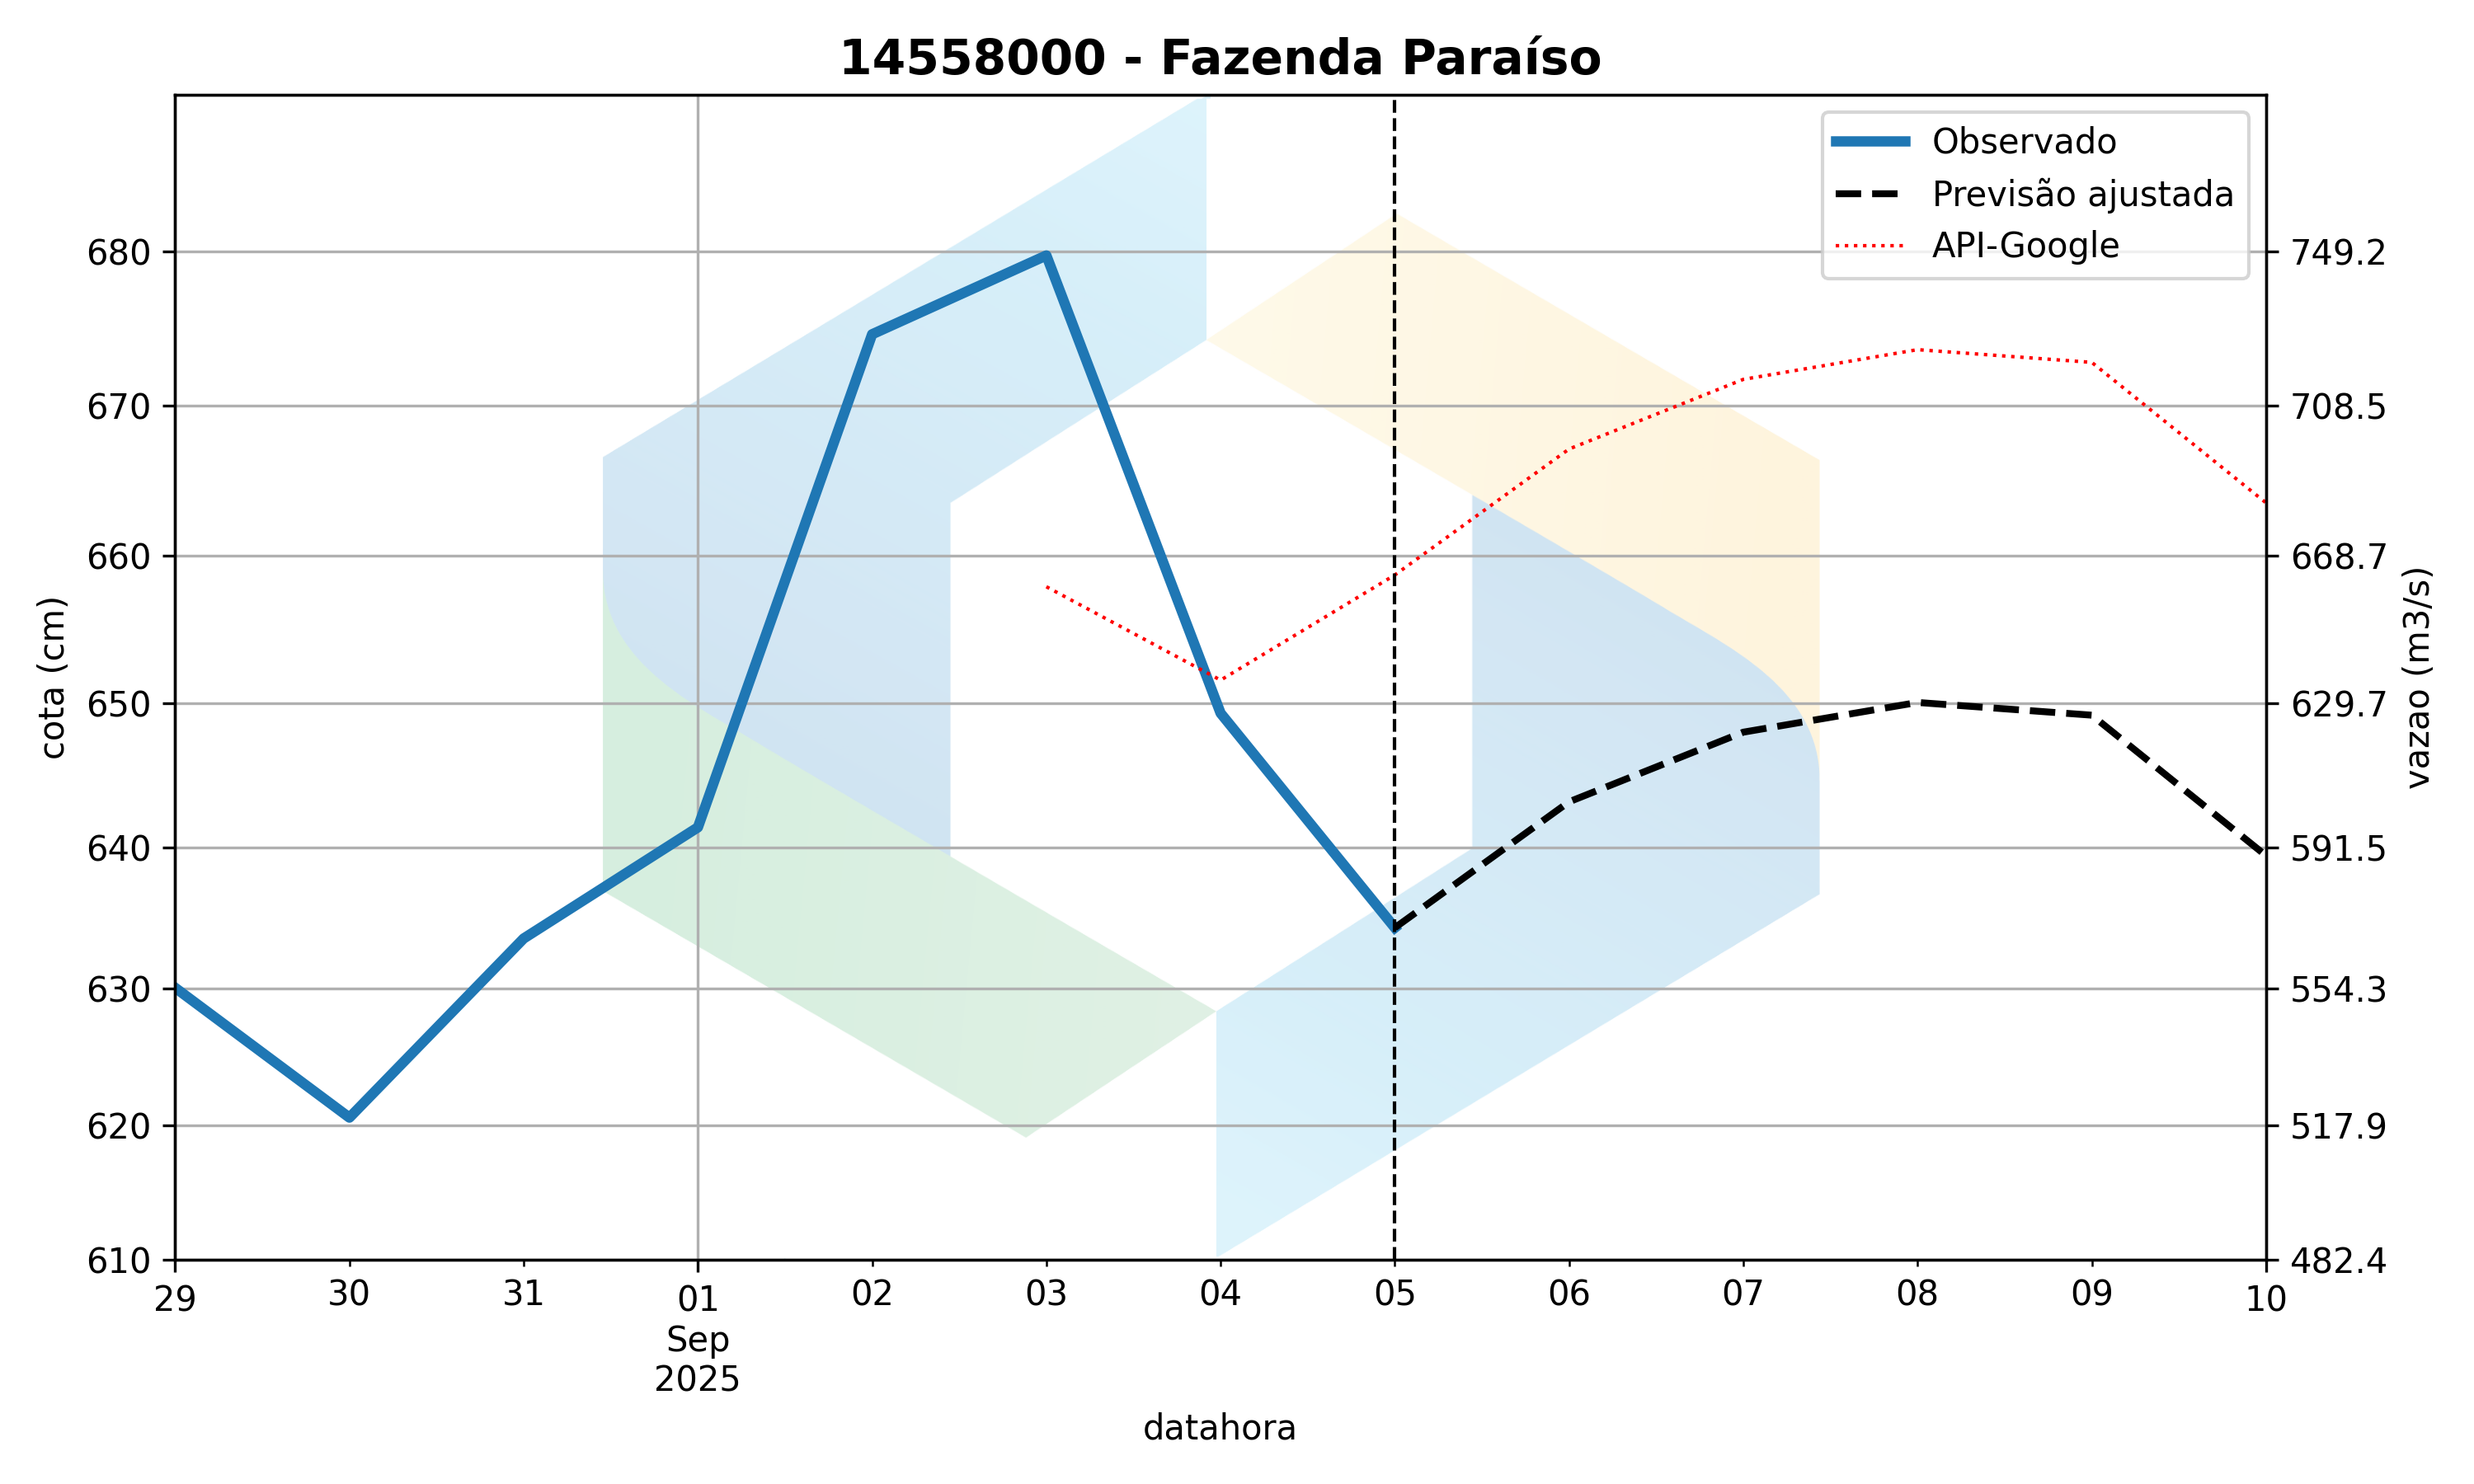 14558000 - Fazenda Paraíso
Observado
Previsão ajustada
API-Google
680
670
660
650
640
630
620
610
cota (cm)
749.2
708.5
668.7
629.7
591.5
554.3
517.9
482.4
vazao (m3/s)
29 30 31 01 02 03 04 05 06 07 08 09 10
Sep
2025
datahora